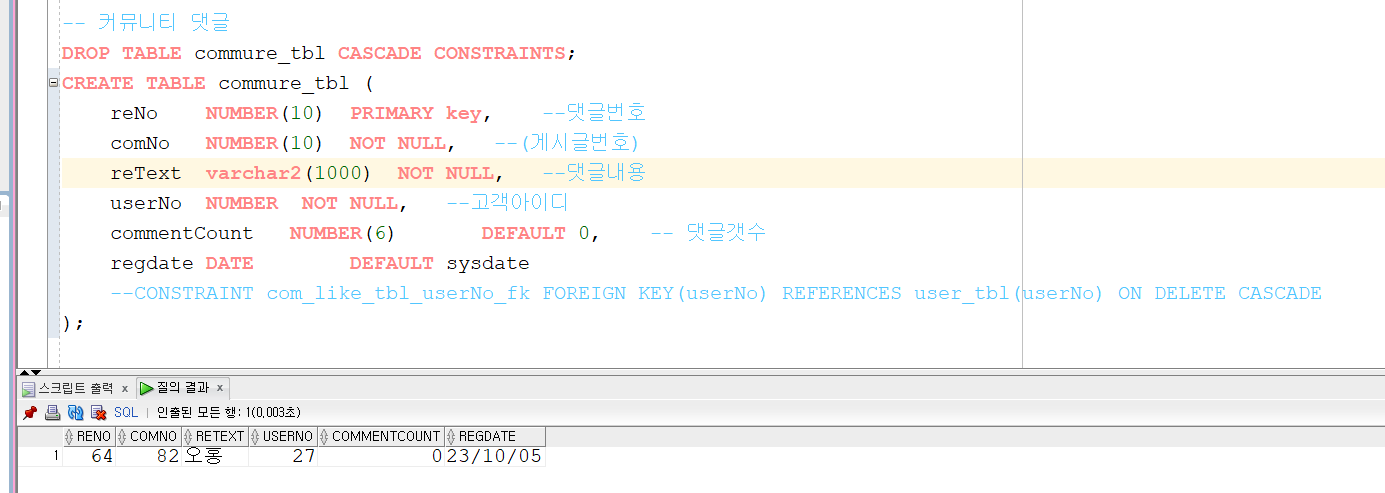 -- 커뮤니티 댓글
DROP TABLE commure_tbl CASCADE CONSTRAINTS;
CREATE TABLE commure_tbl (
reNo NUMBER(10) PRIMARY key, --댓글번호
comNo NUMBER(10) NOT NULL, --(게시글번호)
reText varchar2(1000) NOT NULL, --댓글내용
userNo NUMBER NOT NULL, --고객아이디
commentCount NUMBER(6) DEFAULT 0, -- 댓글갯수
regdate DATE DEFAULT sysdate
--CONSTRAINT com_like_tbl_userNo_fk FOREIGN KEY(userNo) REFERENCES user_tbl(userNo) ON DELETE CASCADE
);
스크립트 출력 x 질의 결과 x
SQL | 인출된 모든 행: 1(0,003초)
RENO COMNO RETEXT USERNO COMMENTCOUNT REGDATE
1 64 82 오홍 27 0 23/10/05